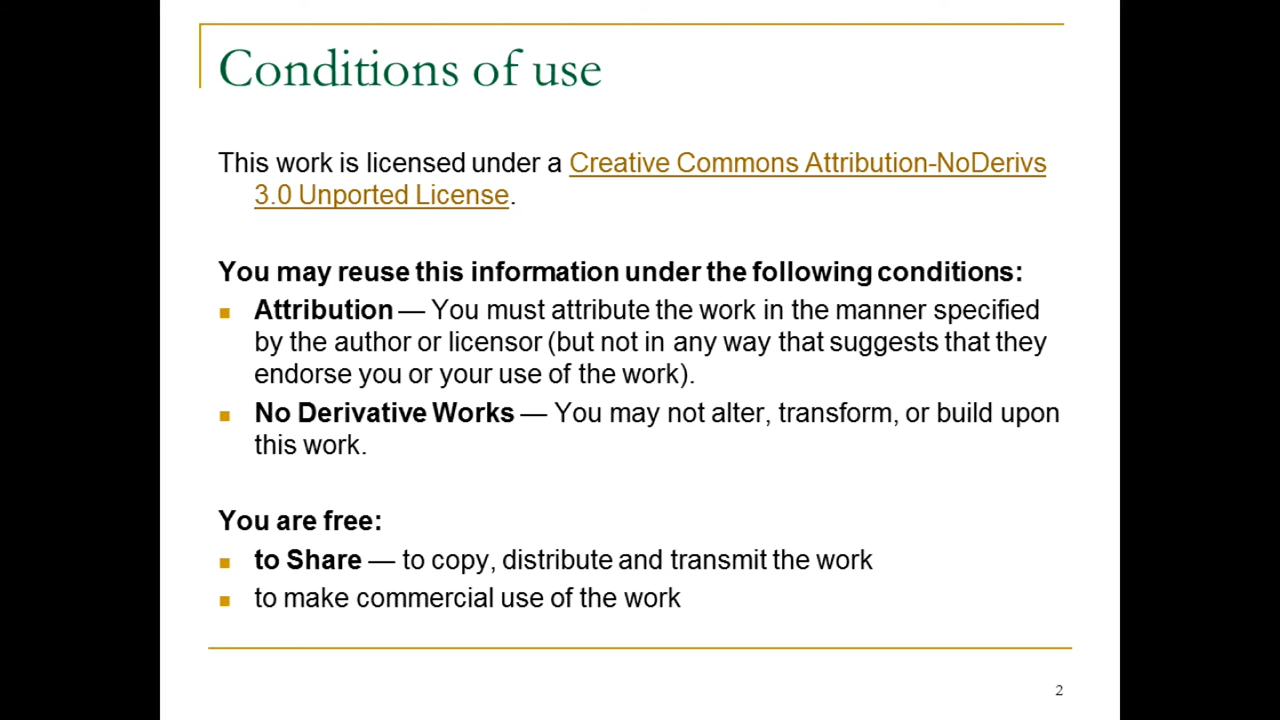 Conditions of use
This work is licensed under a Creative Commons Attribution-NoDerivs
3.0 Unported License.
You may reuse this information under the following conditions:
Attribution — You must attribute the work in the manner specified
by the author or licensor (but not in any way that suggests that they
endorse you or your use of the work).
No Derivative Works — You may not alter, transform, or build upon
this work.
You are free:
to Share — to copy, distribute and transmit the work
to make commercial use of the work
2